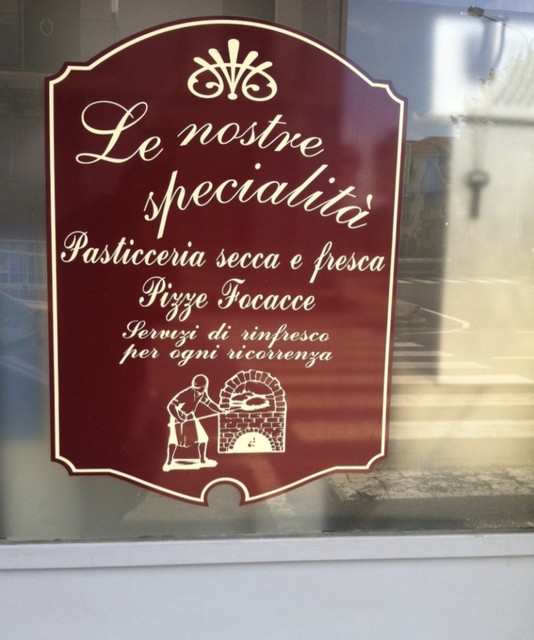 Le nostre
specialità
Pasticceria secca e fresca
Pizze Focacce
Servizi di rinfresco
per ogni ricorrenza